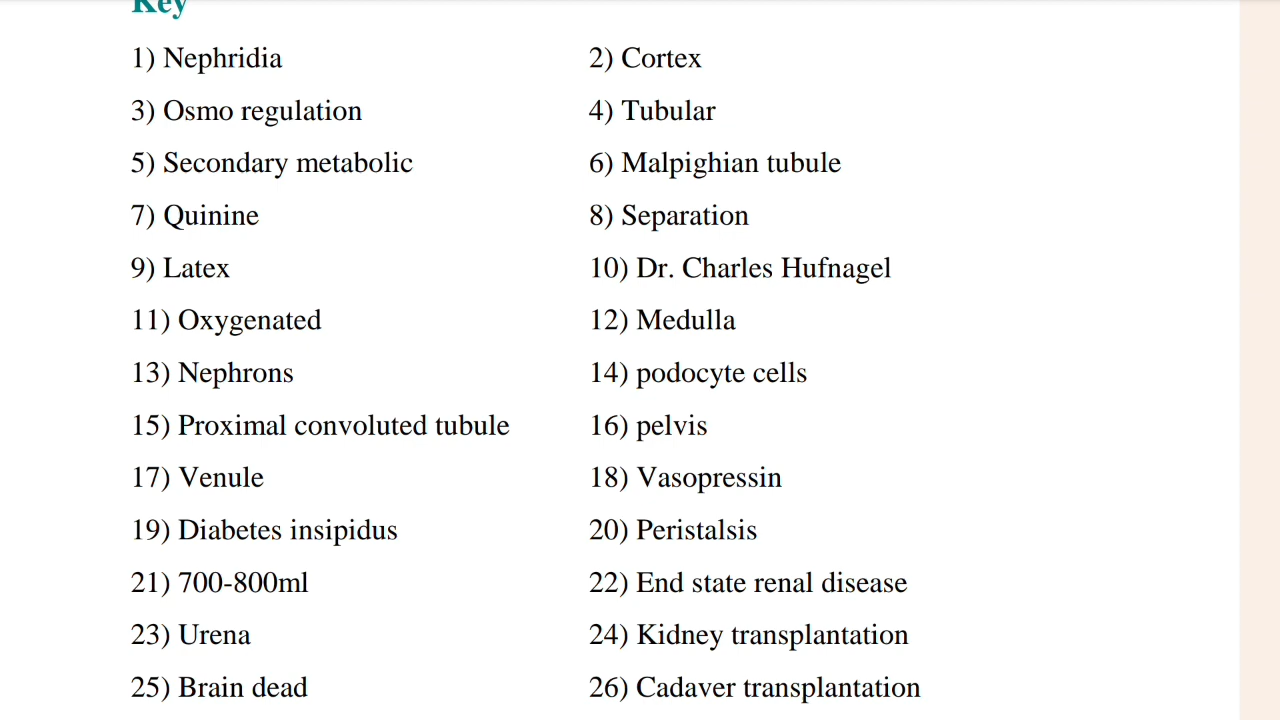 Key
1) Nephridia 2) Cortex
3) Osmo regulation 4) Tubular
5) Secondary metabolic 6) Malpighian tubule
7) Quinine 8) Separation
9) Latex 10) Dr. Charles Hufnagel
11) Oxygenated 12) Medulla
13) Nephrons 14) podocyte cells
15) Proximal convoluted tubule 16) pelvis
17) Venule 18) Vasopressin
19) Diabetes insipidus 20) Peristalsis
21) 700-800ml 22) End state renal disease
23) Urena 24) Kidney transplantation
25) Brain dead 26) Cadaver transplantation